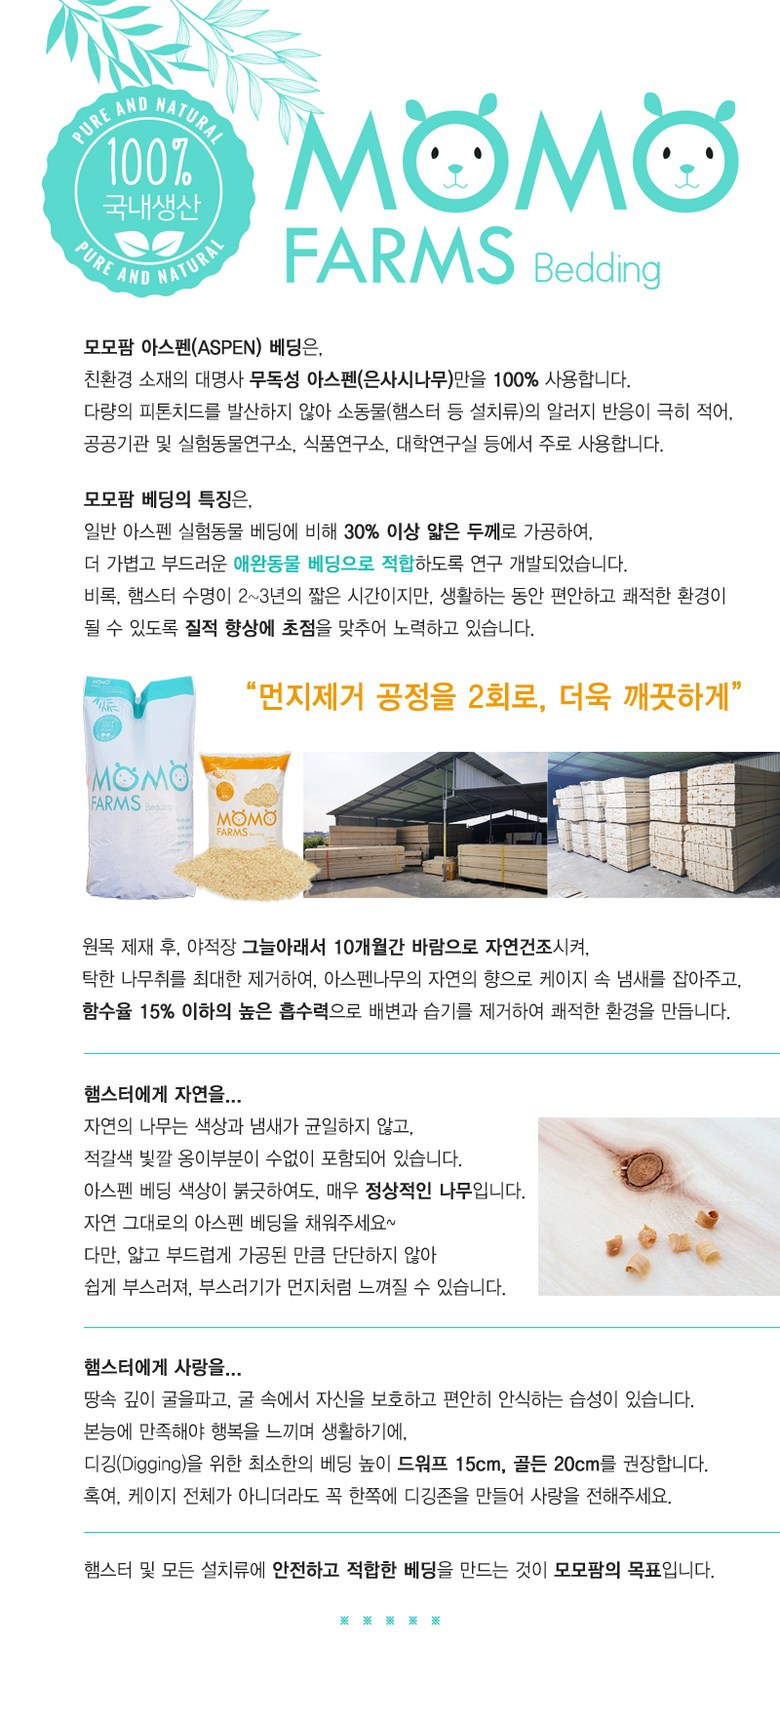 PURE AND NATURAL
100%
국내생산
PURE AND NATURAL
MOMO
FARMS Bedding
모모팜 아스펜(ASPEN) 베딩은,
친환경 소재의 대명사 무독성 아스펜(은사시나무)만을 100% 사용합니다.
다량의 피톤치드를 발산하지 않아 소동물(햄스터 등 설치류)의 알러지 반응이 극히 적어,
공공기관 및 실험동물연구소, 식품연구소, 대학연구실 등에서 주로 사용합니다.
모모팜 베딩의 특징은,
일반 아스펜 실험동물 베딩에 비해 30% 이상 얇은 두께로 가공하여,
더 가볍고 부드러운 애완동물 베딩으로 적합하도록 연구 개발되었습니다.
비록, 햄스터 수명이 2~3년의 짧은 시간이지만, 생활하는 동안 편안하고 쾌적한 환경이
될 수 있도록 질적 향상에 초점을 맞추어 노력하고 있습니다.
“먼지제거 공정을 2회로, 더욱 깨끗하게”
MOMO
MOMO
FARMS Bedding
MOMO
FARMS Bedding
원목 제재 후, 야적장 그늘아래서 10개월간 바람으로 자연건조시켜,
탁한 나무취를 최대한 제거하여, 아스펜나무의 자연의 향으로 케이지 속 냄새를 잡아주고,
함수율 15% 이하의 높은 흡수력으로 배변과 습기를 제거하여 쾌적한 환경을 만듭니다.
햄스터에게 자연을...
자연의 나무는 색상과 냄새가 균일하지 않고,
적갈색 빛깔 옹이부분이 수없이 포함되어 있습니다.
아스펜 베딩 색상이 붉긋하여도, 매우 정상적인 나무입니다.
자연 그대로의 아스펜 베딩을 채워주세요~
다만, 얇고 부드럽게 가공된 만큼 단단하지 않아
쉽게 부스러져, 부스러기가 먼지처럼 느껴질 수 있습니다.
햄스터에게 사랑을...
땅속 깊이 굴을파고, 굴 속에서 자신을 보호하고 편안히 안식하는 습성이 있습니다.
본능에 만족해야 행복을 느끼며 생활하기에,
디깅(Digging)을 위한 최소한의 베딩 높이 드워프 15cm, 골든 20cm를 권장합니다.
혹여, 케이지 전체가 아니더라도 꼭 한쪽에 디깅존을 만들어 사랑을 전해주세요.
햄스터 및 모든 설치류에 안전하고 적합한 베딩을 만드는 것이 모모팜의 목표입니다.
※ ※ ※ ※ ※